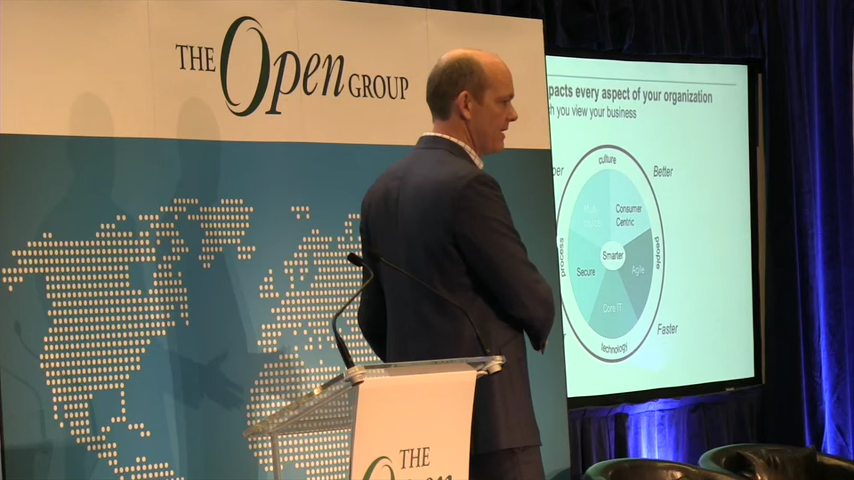 THE Open GROUP
pacts every aspect of your organization
h you view your business
per
Better
culture
Consumer
Centric
process
Smarter
people
Secure
Agile
Core IT
Faster
technology
THE
Open